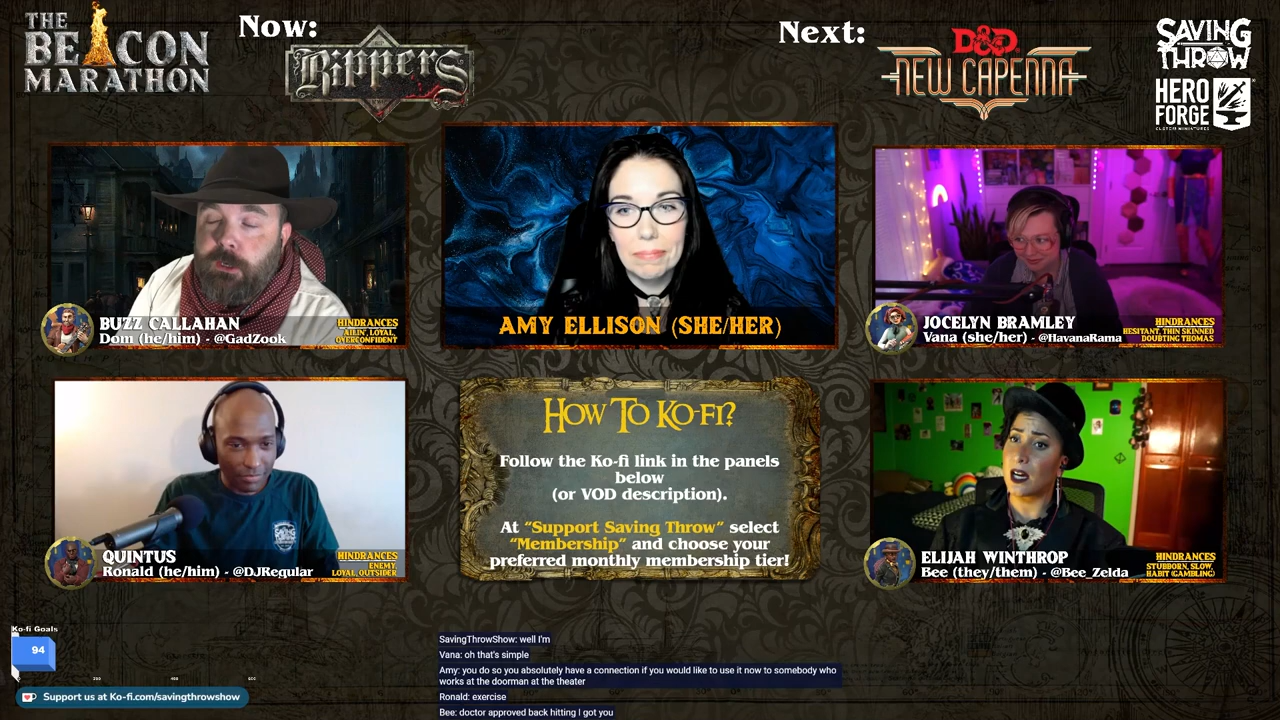 THE
BEACON
MARATHON
Now:
Rippers
Next:
D&D
NEW CAPENNA
SAVING
THROW
HERO
FORGE
CUSTOM MINIATURES
BUZZ CALLAHAN
Dom (he/him) - @GadZook
HINDRANCES
AILIN', LOYAL,
OVERCONFIDENT
AMY ELLISON (SHE/HER)
JOCELYN BRAMLEY
Vana (she/her) - @HavanaRama
HINDRANCES
HESITANT, THIN SKINNED
DOUBTING THOMAS
QUINTUS
Ronald (he/him) - @DJRegular
HINDRANCES
ENEMY,
LOYAL, OUTSIDER
HOW TO KO-FI?
Follow the Ko-fi link in the panels
below
(or VOD description).
At “Support Saving Throw” select
“Membership” and choose your
preferred monthly membership tier!
ELIJAH WINTHROP
Bee (they/them) - @Bee_Zelda
HINDRANCES
STUBBORN, SLOW,
HABIT (GAMBLING)
Ko-fi Goals
94
Support us at Ko-fi.com/savingthrowshow
SavingThrowShow: well I'm
Vana: oh that's simple
Amy: you do so you absolutely have a connection if you would like to use it now to somebody who
works at the doorman at the theater
Ronald: exercise
Bee: doctor approved back hitting I got you